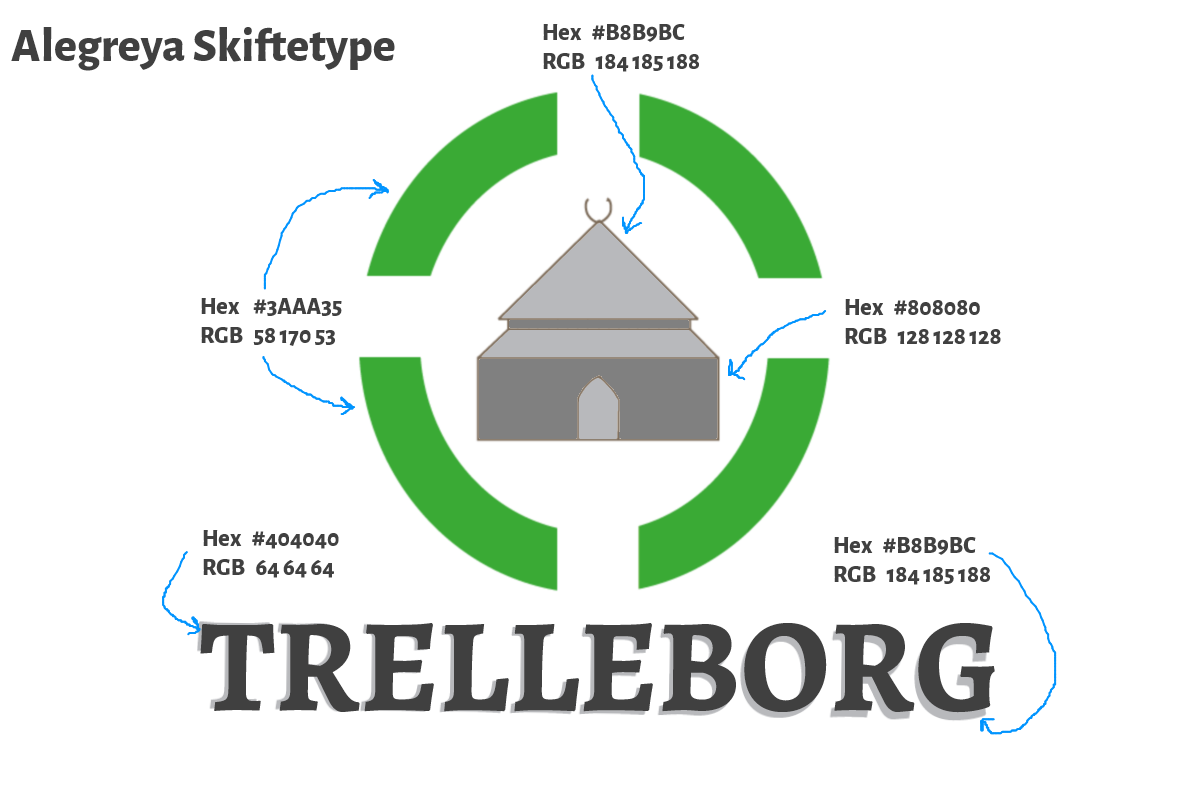 Alegreya Skiftetype
Hex #B8B9BC
RGB 184 185 188
Hex #3AAA35
RGB 58 170 53
Hex #808080
RGB 128 128 128
Hex #404040
RGB 64 64 64
Hex #B8B9BC
RGB 184 185 188
TRELLEBORG